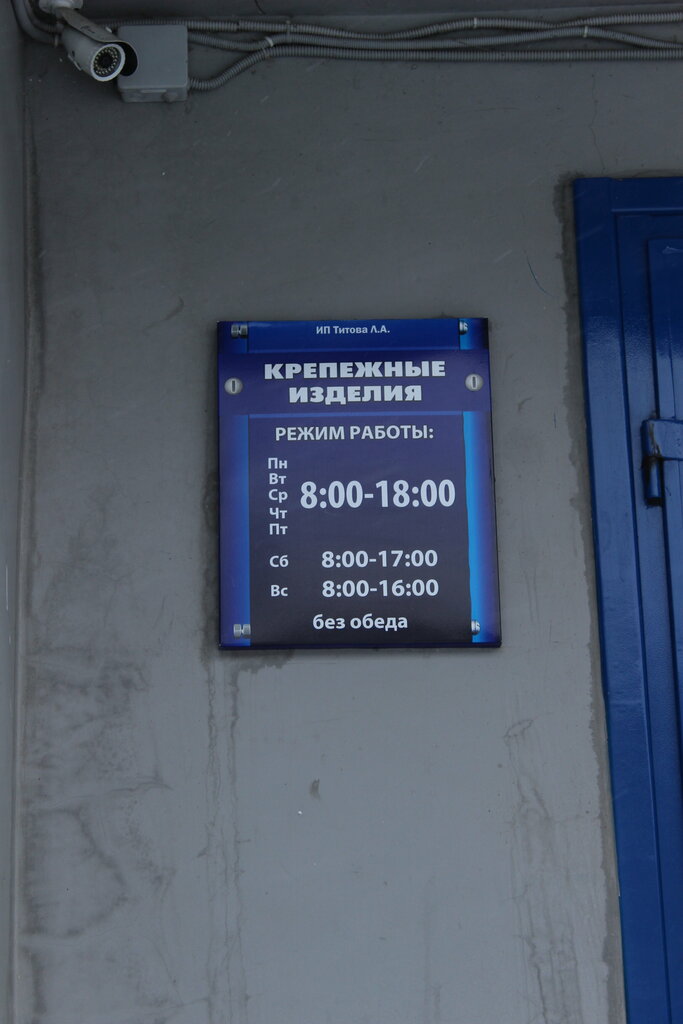 ИП Титова Л.А.
КРЕПЕЖНЫЕ
ИЗДЕЛИЯ
РЕЖИМ РАБОТЫ:
Пн
Вт
Ср 8:00-18:00
Чт
Пт
Сб 8:00-17:00
Вс 8:00-16:00
без обеда